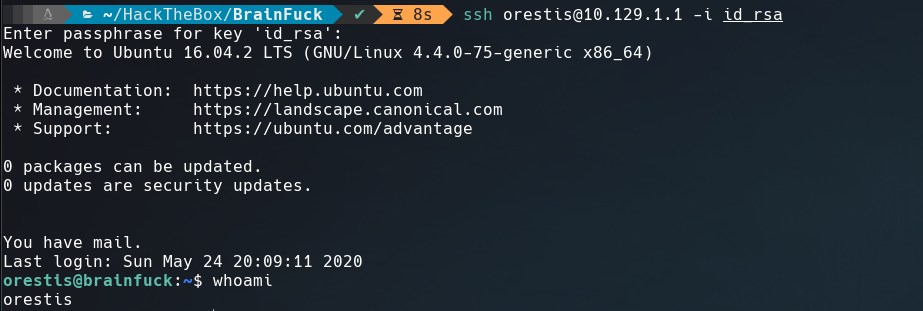 ~/HackTheBox/BrainFuck ✔ 8s ssh orestis@10.129.1.1 -i id_rsa
Enter passphrase for key 'id_rsa':
Welcome to Ubuntu 16.04.2 LTS (GNU/Linux 4.4.0-75-generic x86_64)
* Documentation:  https://help.ubuntu.com
* Management:     https://landscape.canonical.com
* Support:        https://ubuntu.com/advantage
0 packages can be updated.
0 updates are security updates.
You have mail.
Last login: Sun May 24 20:09:11 2020
orestis@brainfuck:~$ whoami
orestis